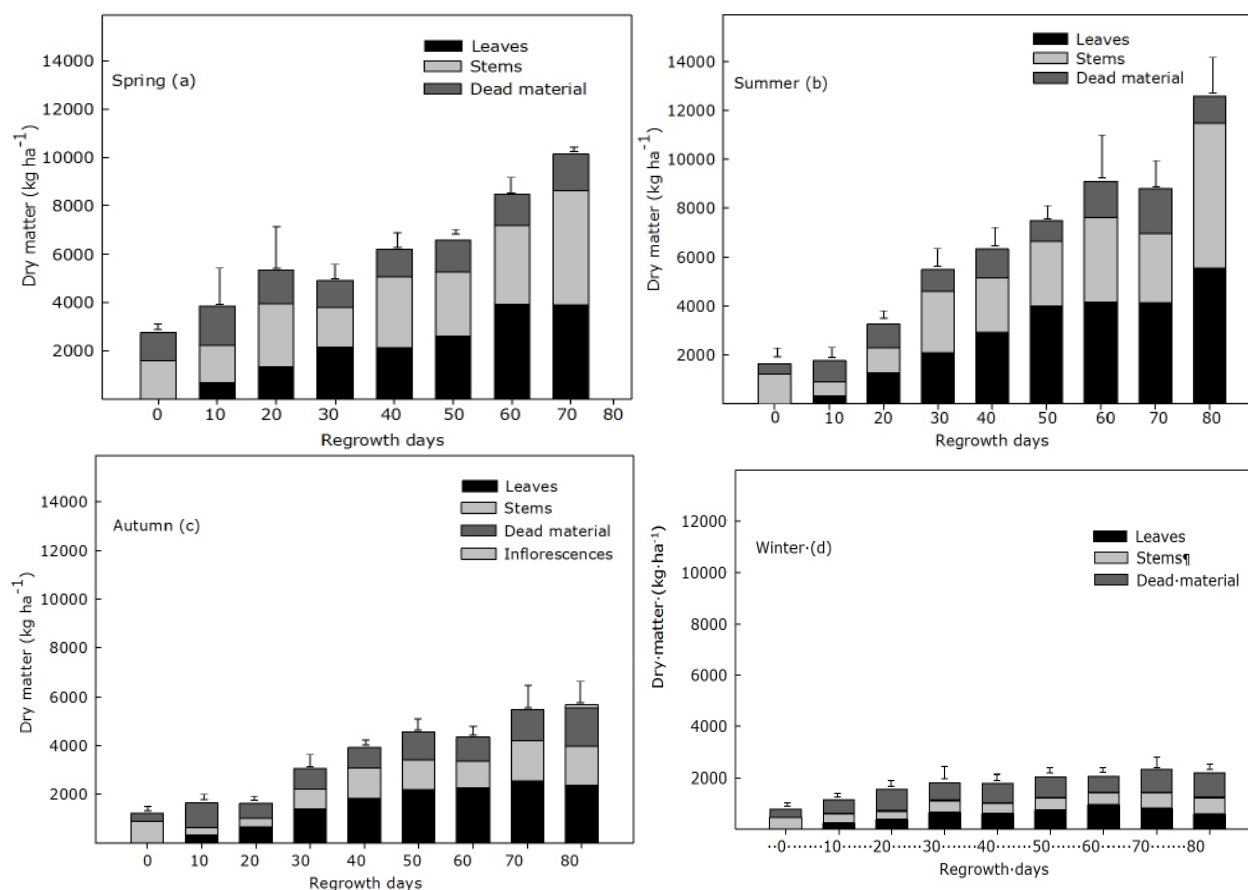 14000
12000
10000
8000
6000
4000
2000
Dry matter (kg ha⁻¹)
Spring (a)
Leaves
Stems
Dead material
0 10 20 30 40 50 60 70 80
Regrowth days
14000
12000
10000
8000
6000
4000
2000
Dry matter (kg ha⁻¹)
Summer (b)
Leaves
Stems
Dead material
0 10 20 30 40 50 60 70 80
Regrowth days
14000
12000
10000
8000
6000
4000
2000
Dry matter (kg ha⁻¹)
Autumn (c)
Leaves
Stems
Dead material
Inflorescences
0 10 20 30 40 50 60 70 80
Regrowth days
12000
10000
8000
6000
4000
2000
Dry·matter·(kg·ha⁻¹)
Winter·(d)
Leaves
Stems¶
Dead·material
··0······10······20······30······40······50······60······70······80
Regrowth·days